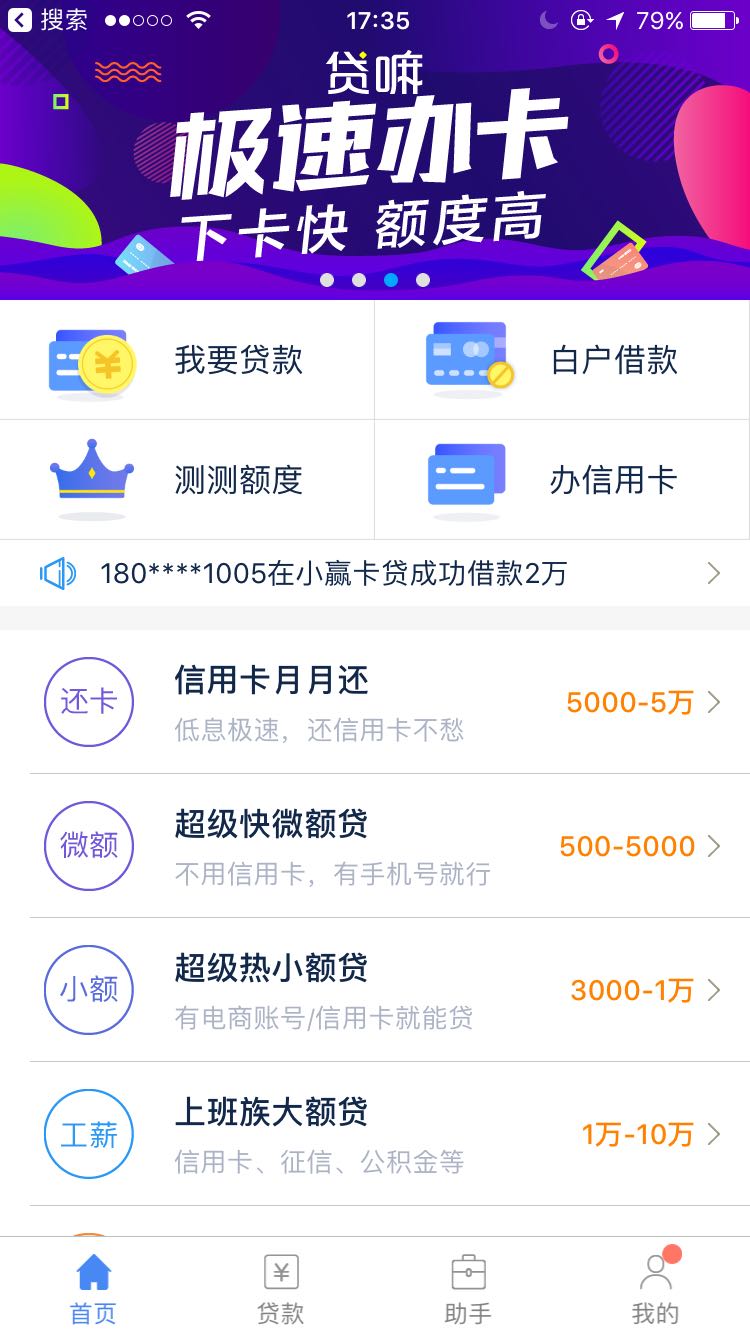 搜索 17:35 79%
贷嘛
极速办卡
下卡快 额度高
我要贷款 白户借款
测测额度 办信用卡
180****1005在小赢卡贷成功借款2万
还卡
信用卡月月还
低息极速，还信用卡不愁
5000-5万
微额
超级快微额贷
不用信用卡，有手机号就行
500-5000
小额
超级热小额贷
有电商账号/信用卡就能贷
3000-1万
工薪
上班族大额贷
信用卡、征信、公积金等
1万-10万
首页 贷款 助手 我的